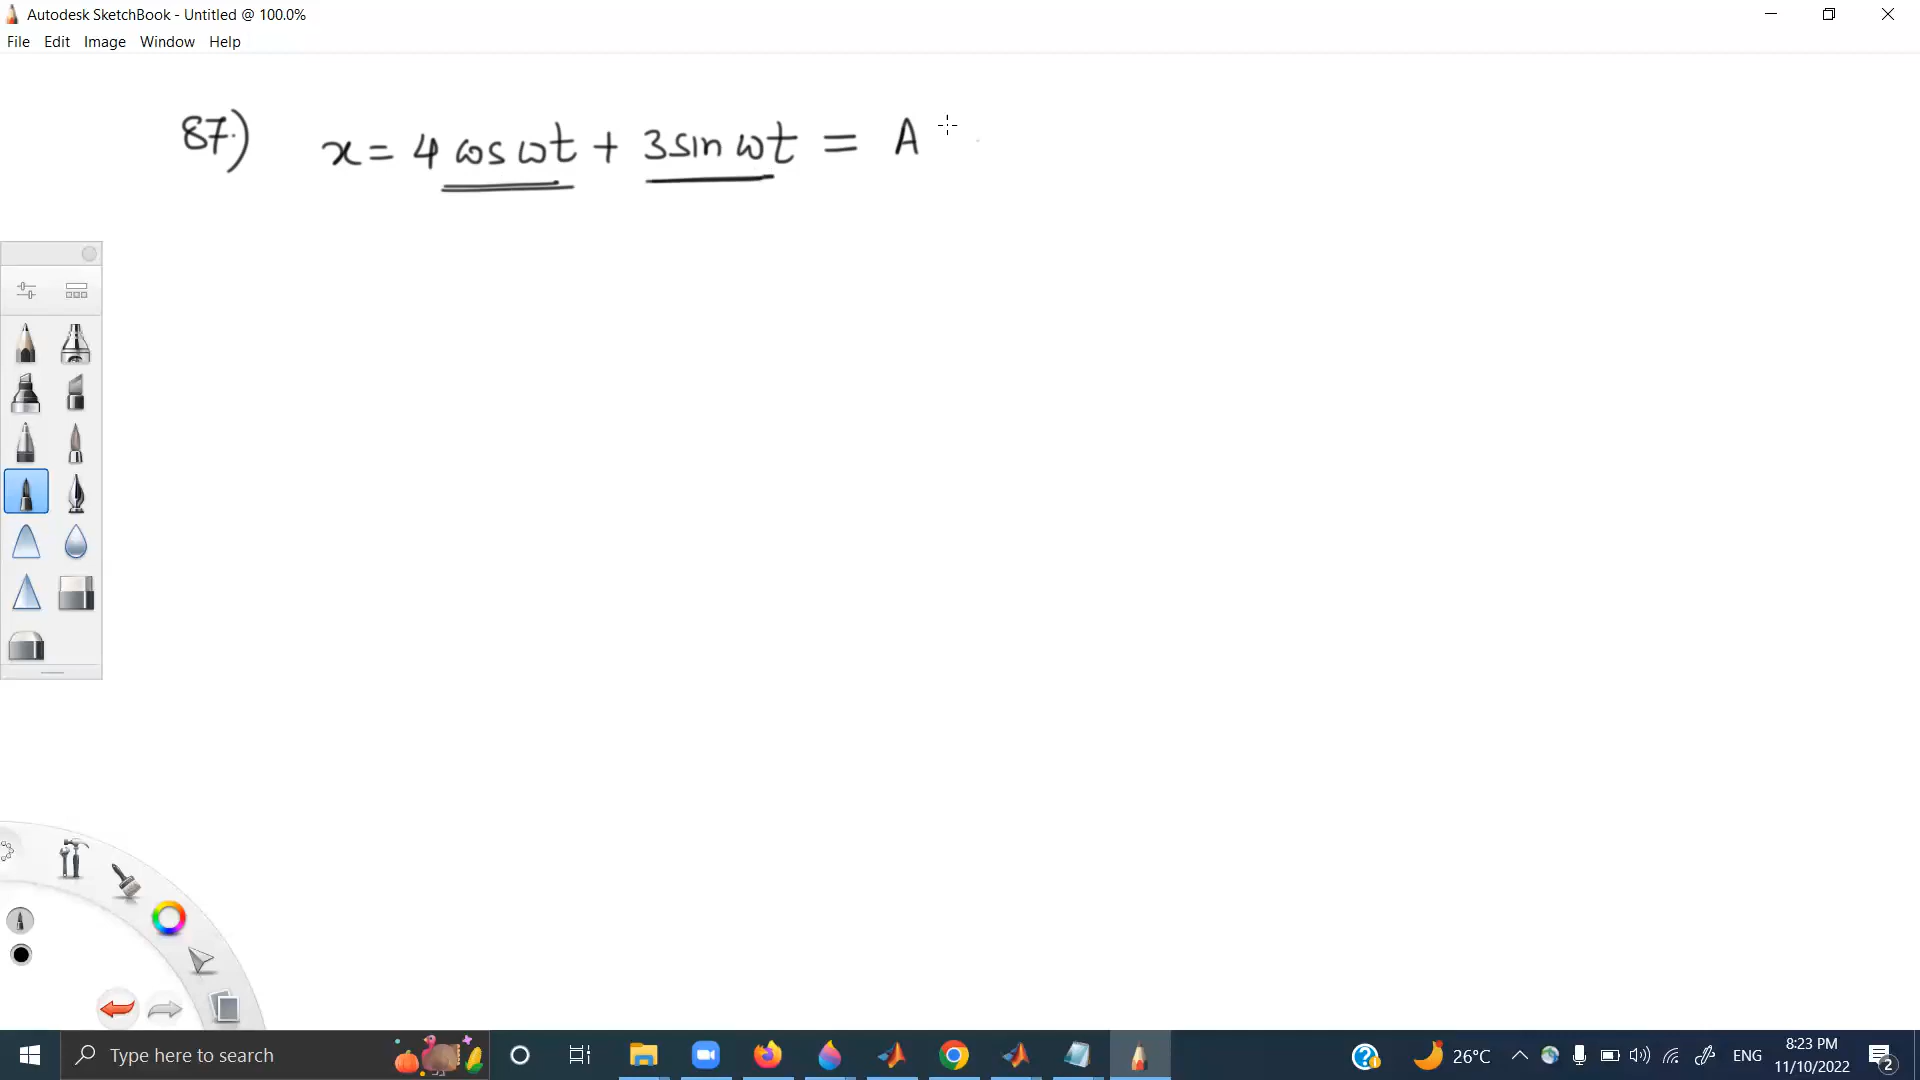 Autodesk SketchBook - Untitled @ 100.0%
File Edit Image Window Help
87.) x = 4 cos ωt + 3 sin ωt = A
Type here to search
26°C
ENG
8:23 PM
11/10/2022
2